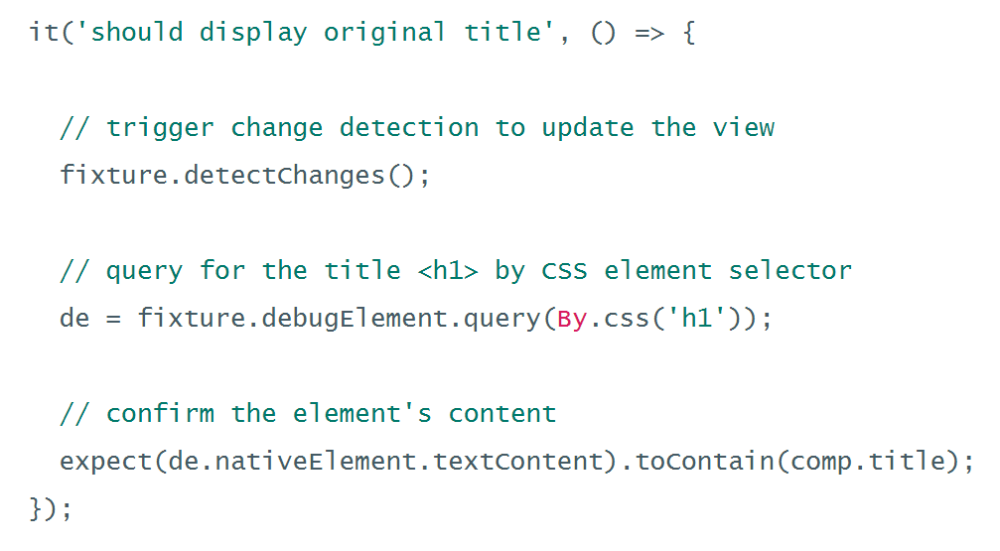 it('should display original title', () => {
// trigger change detection to update the view
fixture.detectChanges();
// query for the title <h1> by CSS element selector
de = fixture.debugElement.query(By.css('h1'));
// confirm the element's content
expect(de.nativeElement.textContent).toContain(comp.title);
});